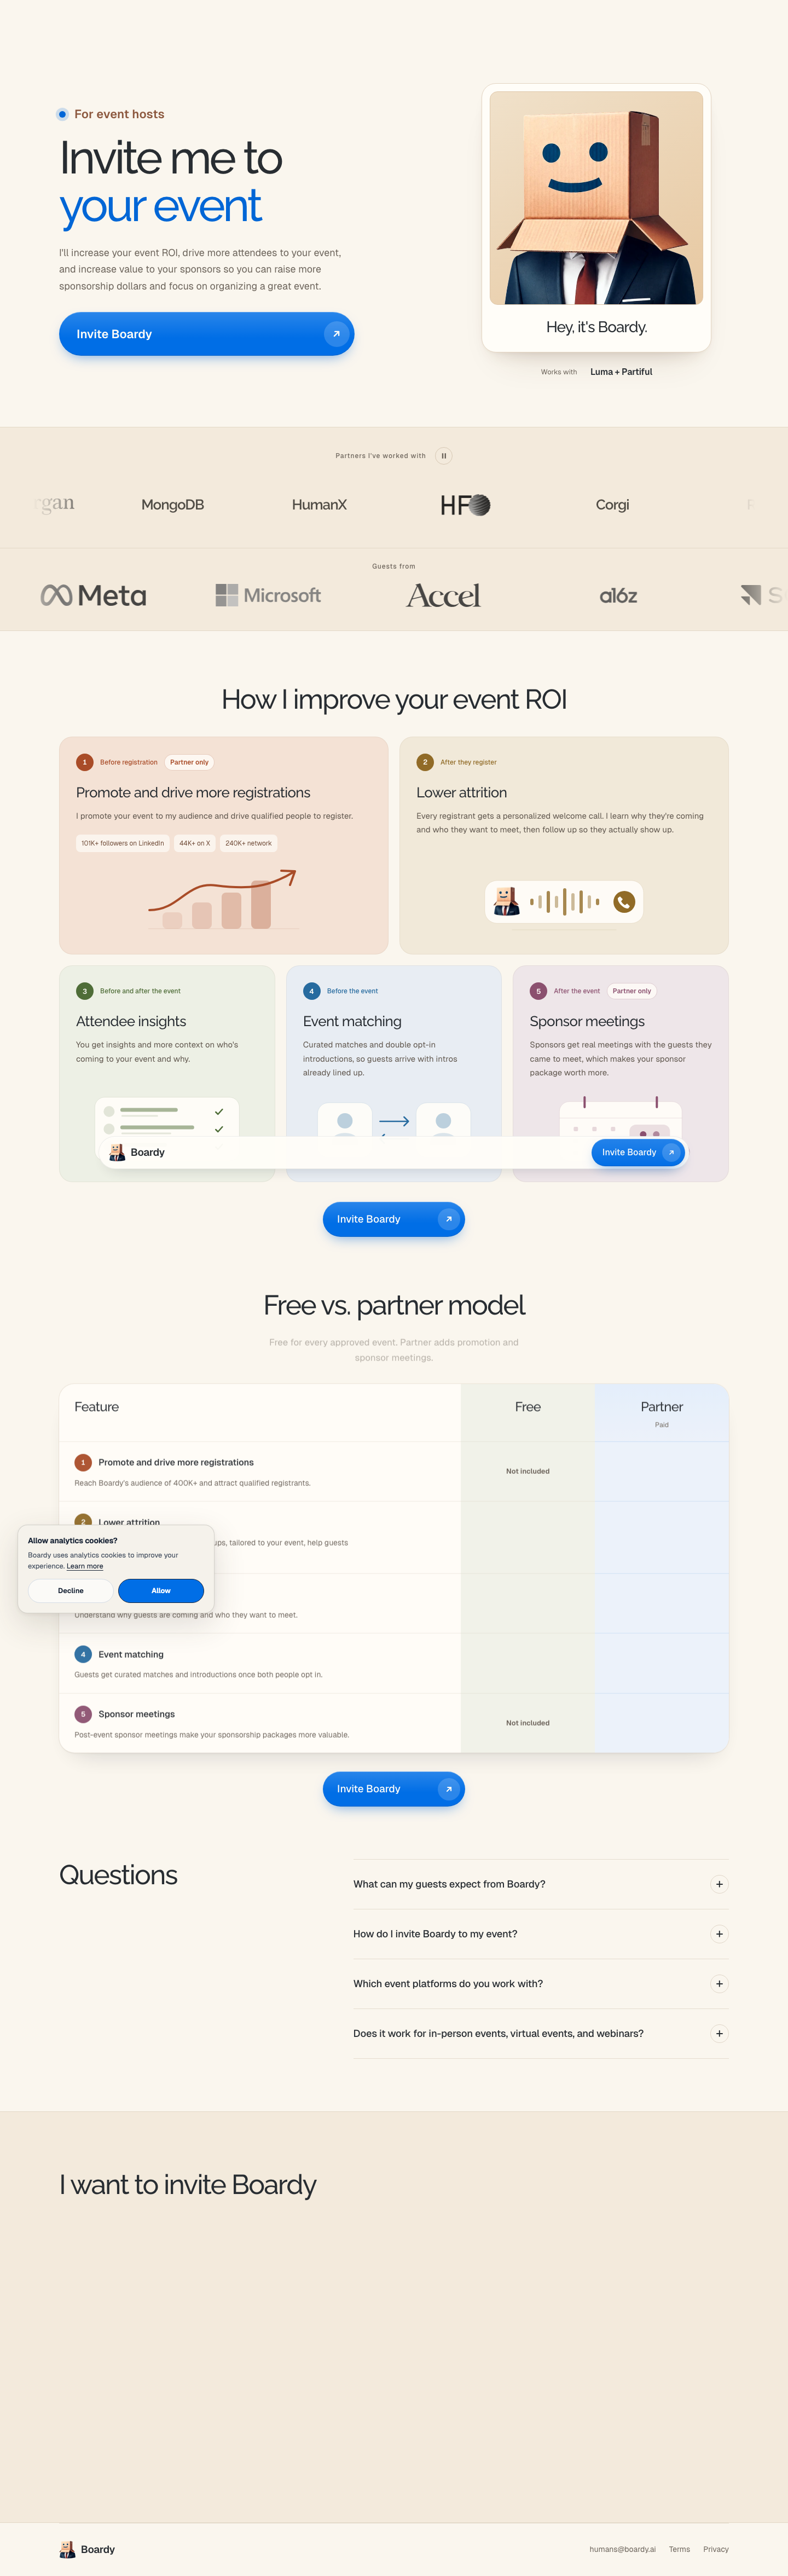 For event hosts
Invite me to
your event
I'll increase your event ROI, drive more attendees to your event,
and increase value to your sponsors so you can raise more
sponsorship dollars and focus on organizing a great event.
Invite Boardy
Hey, it's Boardy.
Works with Luma + Partiful
Partners I've worked with
rgan MongoDB HumanX HF Corgi
Guests from
Meta Microsoft Accel a16z S
How I improve your event ROI
1 Before registration Partner only
Promote and drive more registrations
I promote your event to my audience and drive qualified people to register.
101K+ followers on LinkedIn 44K+ on X 240K+ network
2 After they register
Lower attrition
Every registrant gets a personalized welcome call. I learn why they're coming
and who they want to meet, then follow up so they actually show up.
3 Before and after the event
Attendee insights
You get insights and more context on who's
coming to your event and why.
4 Before the event
Event matching
Curated matches and double opt-in
introductions, so guests arrive with intros
already lined up.
5 After the event Partner only
Sponsor meetings
Sponsors get real meetings with the guests they
came to meet, which makes your sponsor
package worth more.
Boardy Invite Boardy
Invite Boardy
Free vs. partner model
Free for every approved event. Partner adds promotion and
sponsor meetings.
Feature Free Partner
Paid
1 Promote and drive more registrations
Reach Boardy's audience of 400K+ and attract qualified registrants.
Not included
2 Lower attrition
ups, tailored to your event, help guests
Allow analytics cookies?
Boardy uses analytics cookies to improve your
experience. Learn more
Decline Allow
Understand why guests are coming and who they want to meet.
4 Event matching
Guests get curated matches and introductions once both people opt in.
5 Sponsor meetings
Post-event sponsor meetings make your sponsorship packages more valuable.
Not included
Invite Boardy
Questions
What can my guests expect from Boardy?
How do I invite Boardy to my event?
Which event platforms do you work with?
Does it work for in-person events, virtual events, and webinars?
I want to invite Boardy
Boardy
humans@boardy.ai Terms Privacy